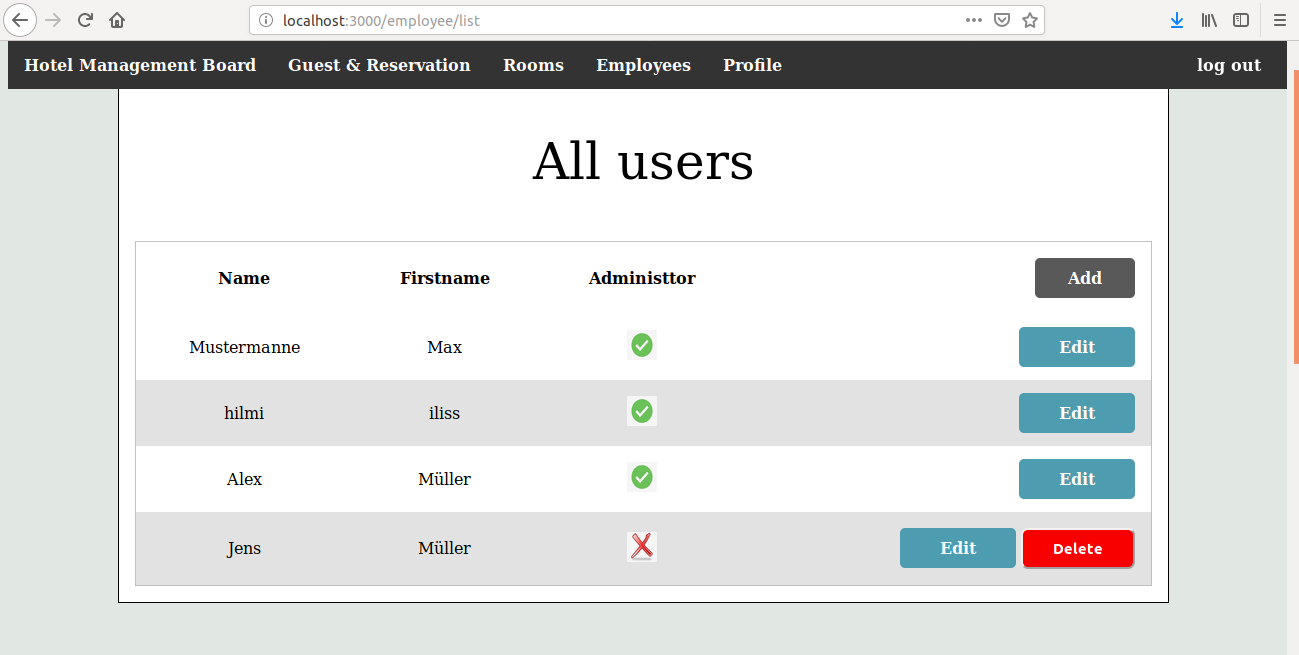 localhost:3000/employee/list
Hotel Management Board Guest & Reservation Rooms Employees Profile log out
All users
Name Firstname Administtor Add
Mustermanne Max Edit
hilmi iliss Edit
Alex Müller Edit
Jens Müller Edit Delete